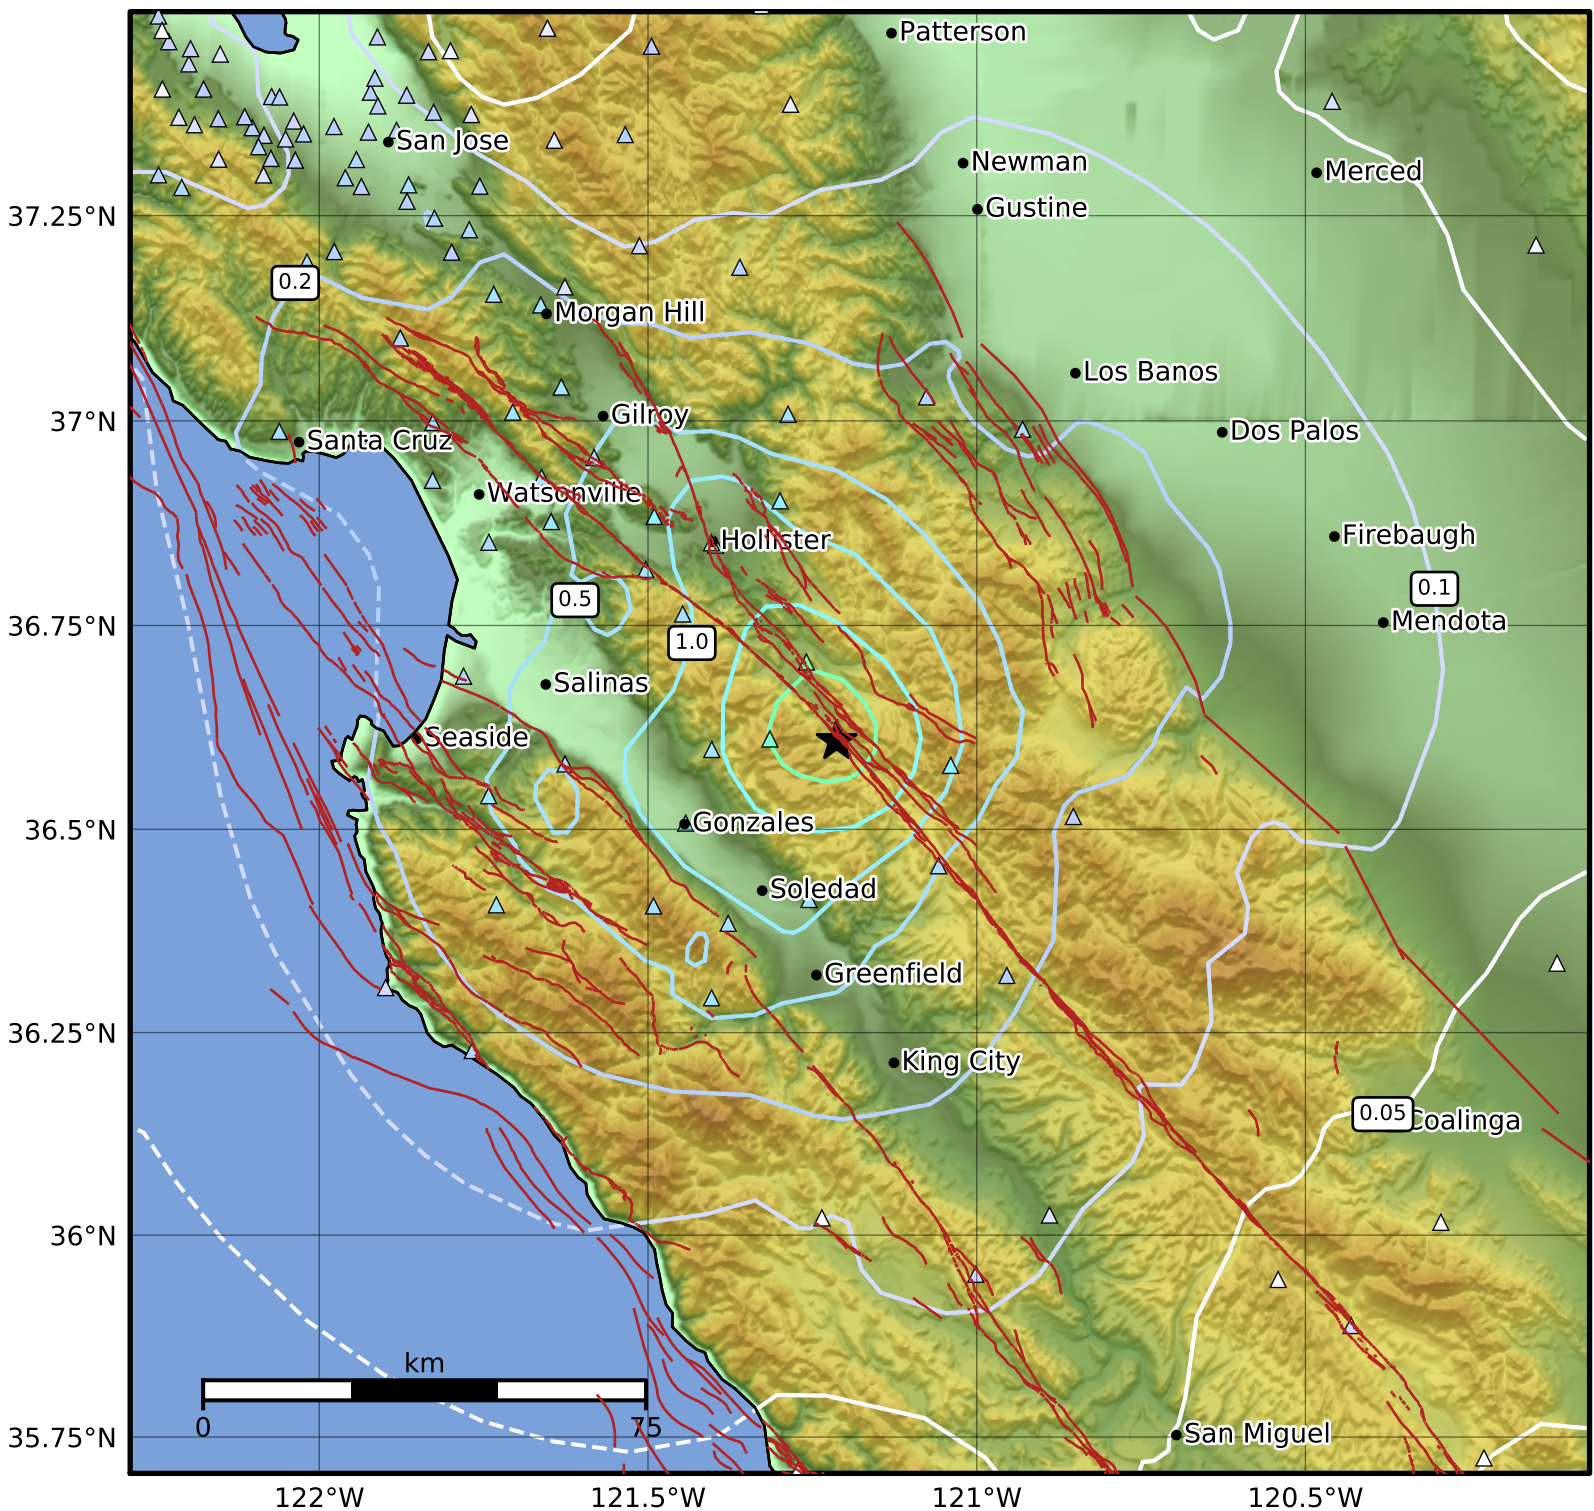 Patterson
San Jose
Newman
Merced
Gustine
37.25°N
0.2
Morgan Hill
Los Banos
Gilroy
37°N
Santa Cruz
Dos Palos
Watsonville
Hollister
Firebaugh
0.5
0.1
36.75°N
1.0
Mendota
Salinas
Seaside
Gonzales
36.5°N
Soledad
Greenfield
36.25°N
King City
0.05
Coalinga
36°N
km
0
75
35.75°N
San Miguel
122°W
121.5°W
121°W
120.5°W